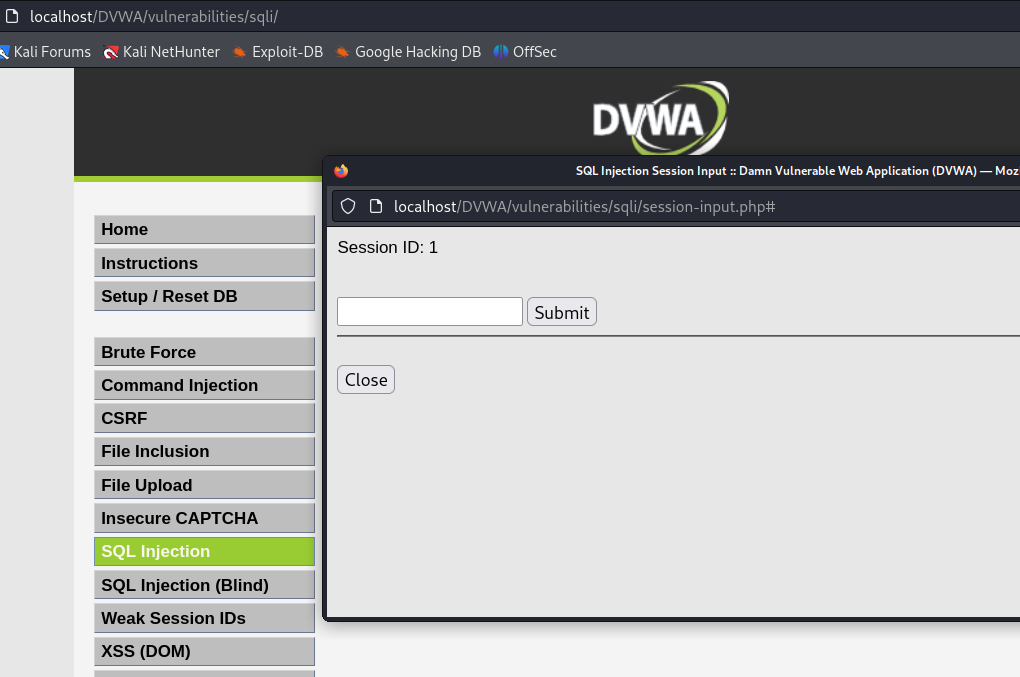 localhost/DVWA/vulnerabilities/sqli/
Kali Forums Kali NetHunter Exploit-DB Google Hacking DB OffSec
DVWA
SQL Injection Session Input :: Damn Vulnerable Web Application (DVWA) — Moz
localhost/DVWA/vulnerabilities/sqli/session-input.php#
Session ID: 1
Submit
Close
Home
Instructions
Setup / Reset DB
Brute Force
Command Injection
CSRF
File Inclusion
File Upload
Insecure CAPTCHA
SQL Injection
SQL Injection (Blind)
Weak Session IDs
XSS (DOM)